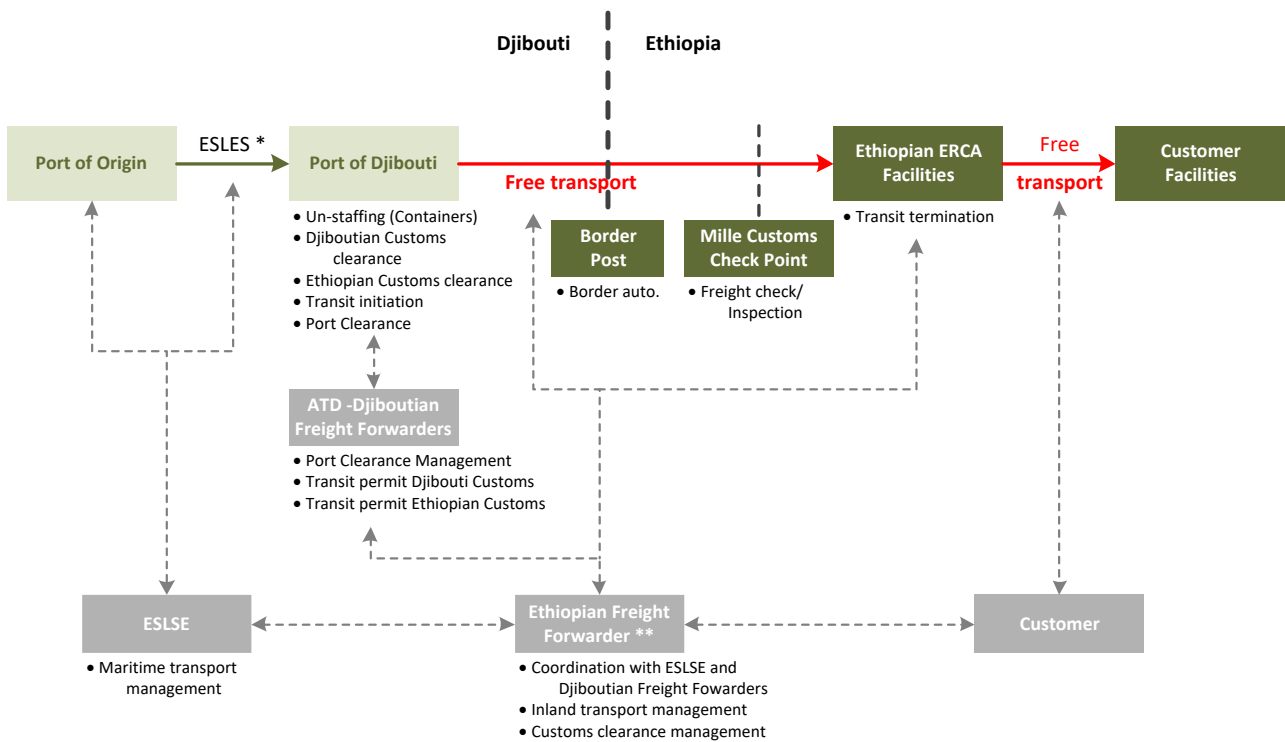 Djibouti
Ethiopia
Port of Origin
ESLES *
Port of Djibouti
Free transport
Ethiopian ERCA
Facilities
Free
transport
Customer
Facilities
• Un-staffing (Containers)
• Djiboutian Customs
clearance
• Ethiopian Customs clearance
• Transit initiation
• Port Clearance
Border
Post
• Border auto.
Mille Customs
Check Point
• Freight check/
Inspection
• Transit termination
ATD -Djiboutian
Freight Forwarders
• Port Clearance Management
• Transit permit Djibouti Customs
• Transit permit Ethiopian Customs
ESLSE
• Maritime transport
management
Ethiopian Freight
Forwarder **
• Coordination with ESLSE and
Djiboutian Freight Fowarders
• Inland transport management
• Customs clearance management
Customer